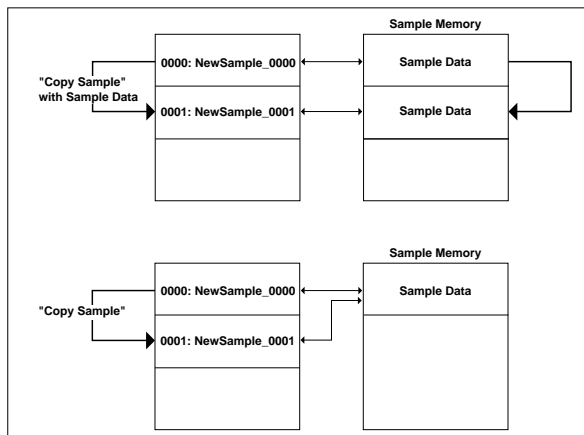 Sample Memory
0000: NewSample_0000
Sample Data
"Copy Sample"
with Sample Data
0001: NewSample_0001
Sample Data
Sample Memory
0000: NewSample_0000
Sample Data
"Copy Sample"
0001: NewSample_0001